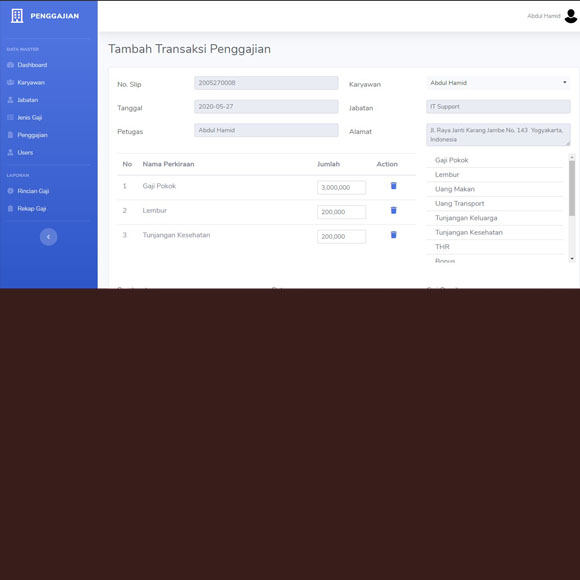 PENGGAJIAN
Abdul Hamid
DATA MASTER
Dashboard
Karyawan
Jabatan
Jenis Gaji
Penggajian
Users
LAPORAN
Rincian Gaji
Rekap Gaji
Tambah Transaksi Penggajian
No. Slip 2005270008 Karyawan Abdul Hamid
Tanggal 2020-05-27 Jabatan IT Support
Petugas Abdul Hamid Alamat Jl. Raya Janti Karang Jambe No, 143 Yogyakarta,
Indonesia
No Nama Perkiraan Jumlah Action
1 Gaji Pokok 3,000,000
2 Lembur 200,000
3 Tunjangan Kesehatan 200,000
Gaji Pokok
Lembur
Uang Makan
Uang Transport
Tunjangan Keluarga
Tunjangan Kesehatan
THR
Bonus